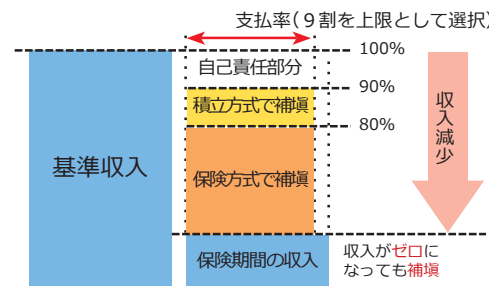 支払率(９割を上限として選択)
100%
自己責任部分
90%
積立方式で補塡
80%
収入減少
基準収入
保険方式で補塡
保険期間の収入
収入がゼロに
なっても補塡